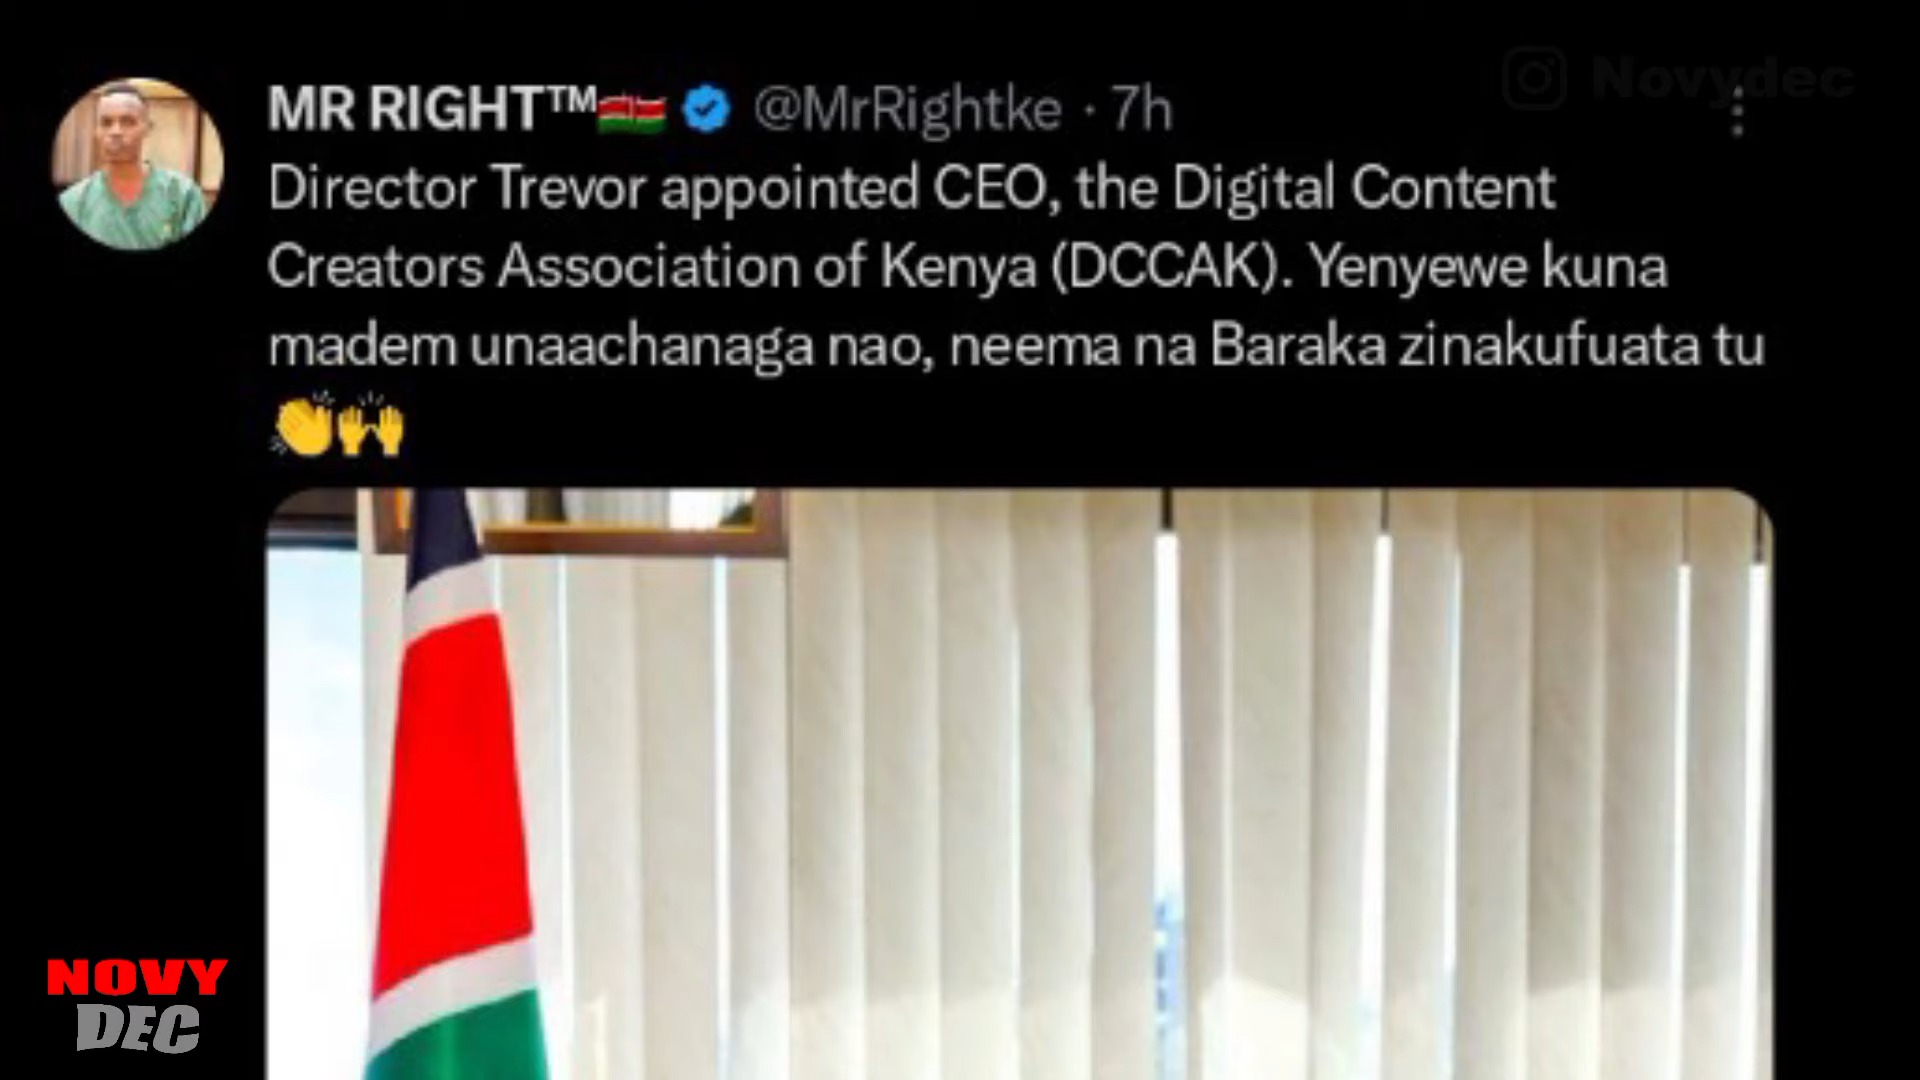 MR RIGHT™🇰🇪 @MrRightke · 7h
Novydec
Director Trevor appointed CEO, the Digital Content
Creators Association of Kenya (DCCAK). Yenyewe kuna
madem unaachanaga nao, neema na Baraka zinakufuata tu
👏🙌
NOVY
DEC